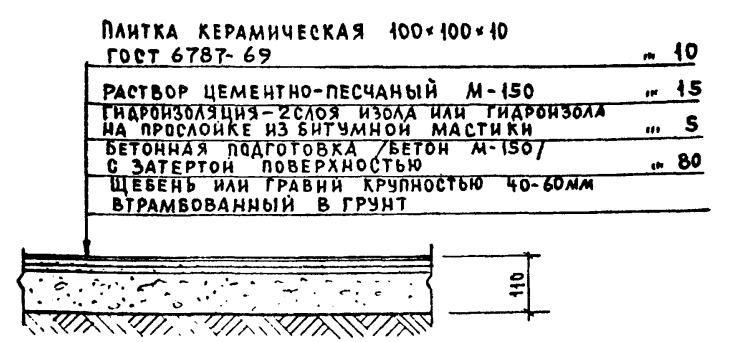 ПЛИТКА КЕРАМИЧЕСКАЯ 100×100×10
ГОСТ 6787-69 " 10
РАСТВОР ЦЕМЕНТНО-ПЕСЧАНЫЙ М-150 " 15
ГИДРОИЗОЛЯЦИЯ-2СЛОЯ ИЗОЛА ИЛИ ГИДРОИЗОЛА
НА ПРОСЛОЙКЕ ИЗ БИТУМНОЙ МАСТИКИ " 5
БЕТОННАЯ ПОДГОТОВКА /БЕТОН М-150/
С ЗАТЕРТОЙ ПОВЕРХНОСТЬЮ " 80
ЩЕБЕНЬ ИЛИ ГРАВИЙ КРУПНОСТЬЮ 40-60ММ
ВТРАМБОВАННЫЙ В ГРУНТ
110